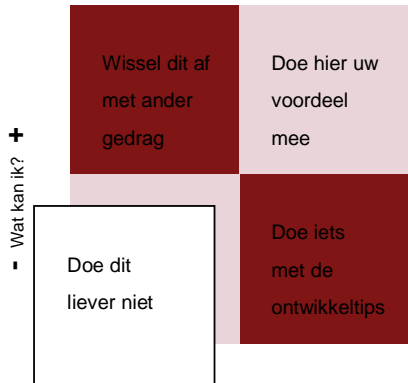 Wissel dit af
met ander
gedrag
Doe hier uw
voordeel
mee
- Wat kan ik? +
Doe dit
liever niet
Doe iets
met de
ontwikkeltips